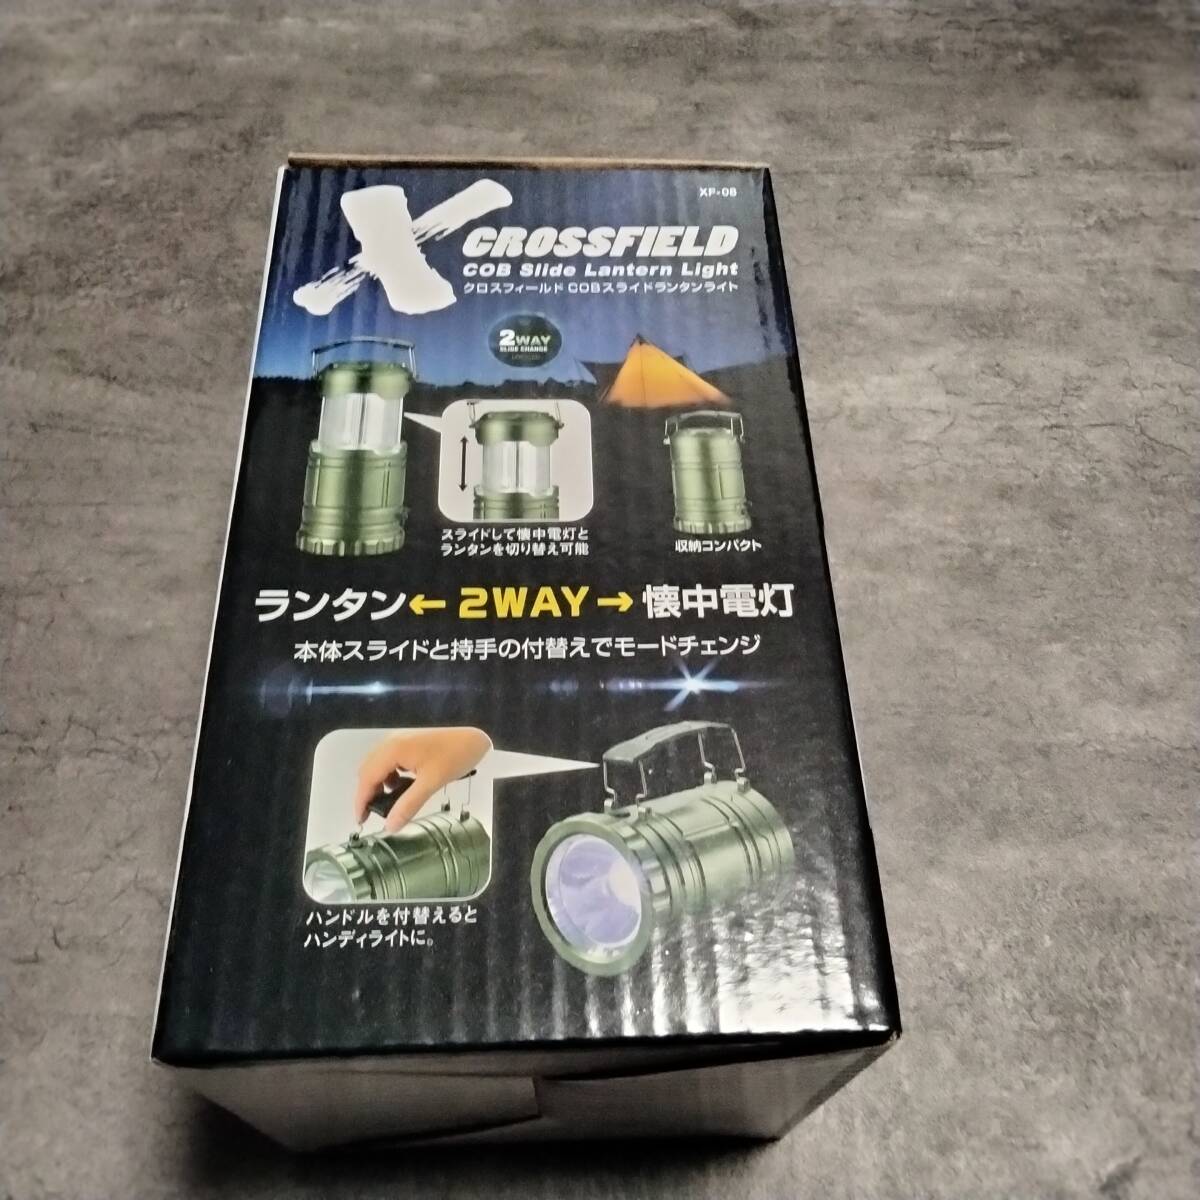 XF-08
CROSSFIELD
COB Slide Lantern Light
クロスフィールド COBスライドランタンライト
2WAY
SLIDE CHANGE
スライドして懐中電灯と
ランタンを切り替え可能
収納コンパクト
ランタン←2WAY→懐中電灯
本体スライドと持手の付替えでモードチェンジ
ハンドルを付替えると
ハンディライトに。